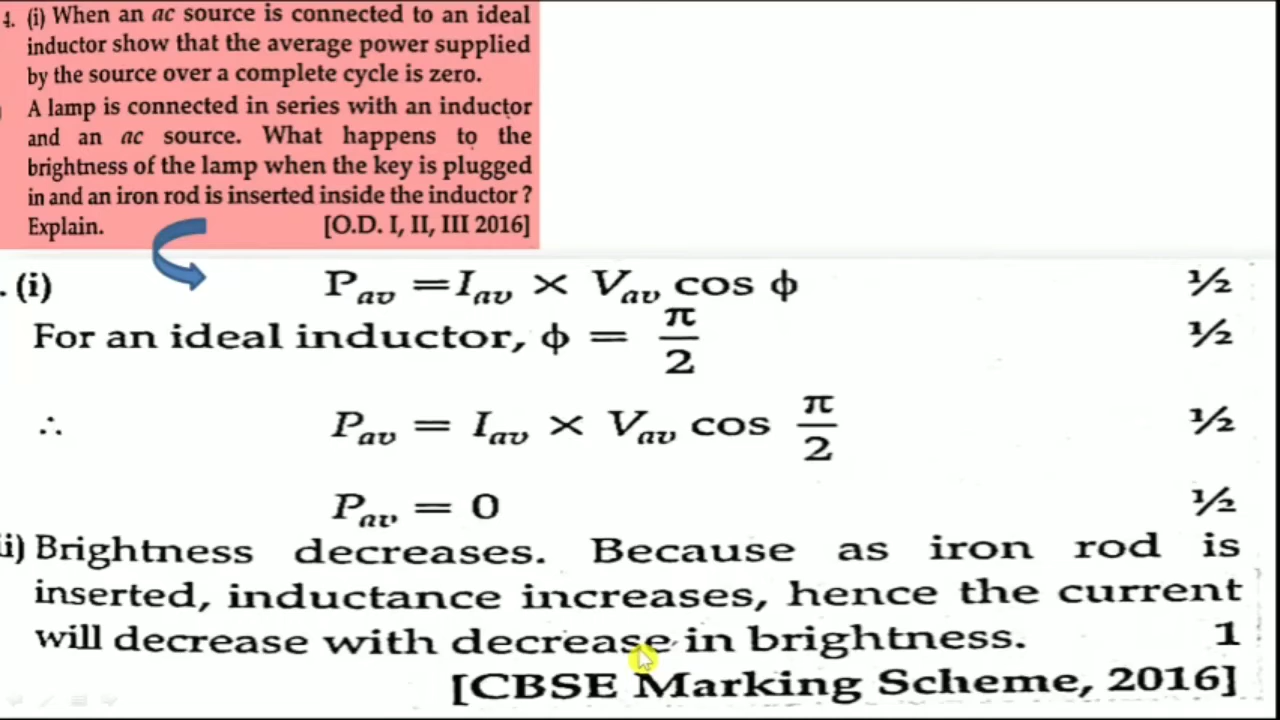 4. (i) When an ac source is connected to an ideal
inductor show that the average power supplied
by the source over a complete cycle is zero.
) A lamp is connected in series with an inductor
and an ac source. What happens to the
brightness of the lamp when the key is plugged
in and an iron rod is inserted inside the inductor ?
Explain. [O.D. I, II, III 2016]
. (i) P_av = I_av × V_av cos ϕ ½
For an ideal inductor, ϕ = π/2 ½
∴ P_av = I_av × V_av cos π/2 ½
P_av = 0 ½
ii) Brightness decreases. Because as iron rod is
inserted, inductance increases, hence the current
will decrease with decrease in brightness. 1
[CBSE Marking Scheme, 2016]